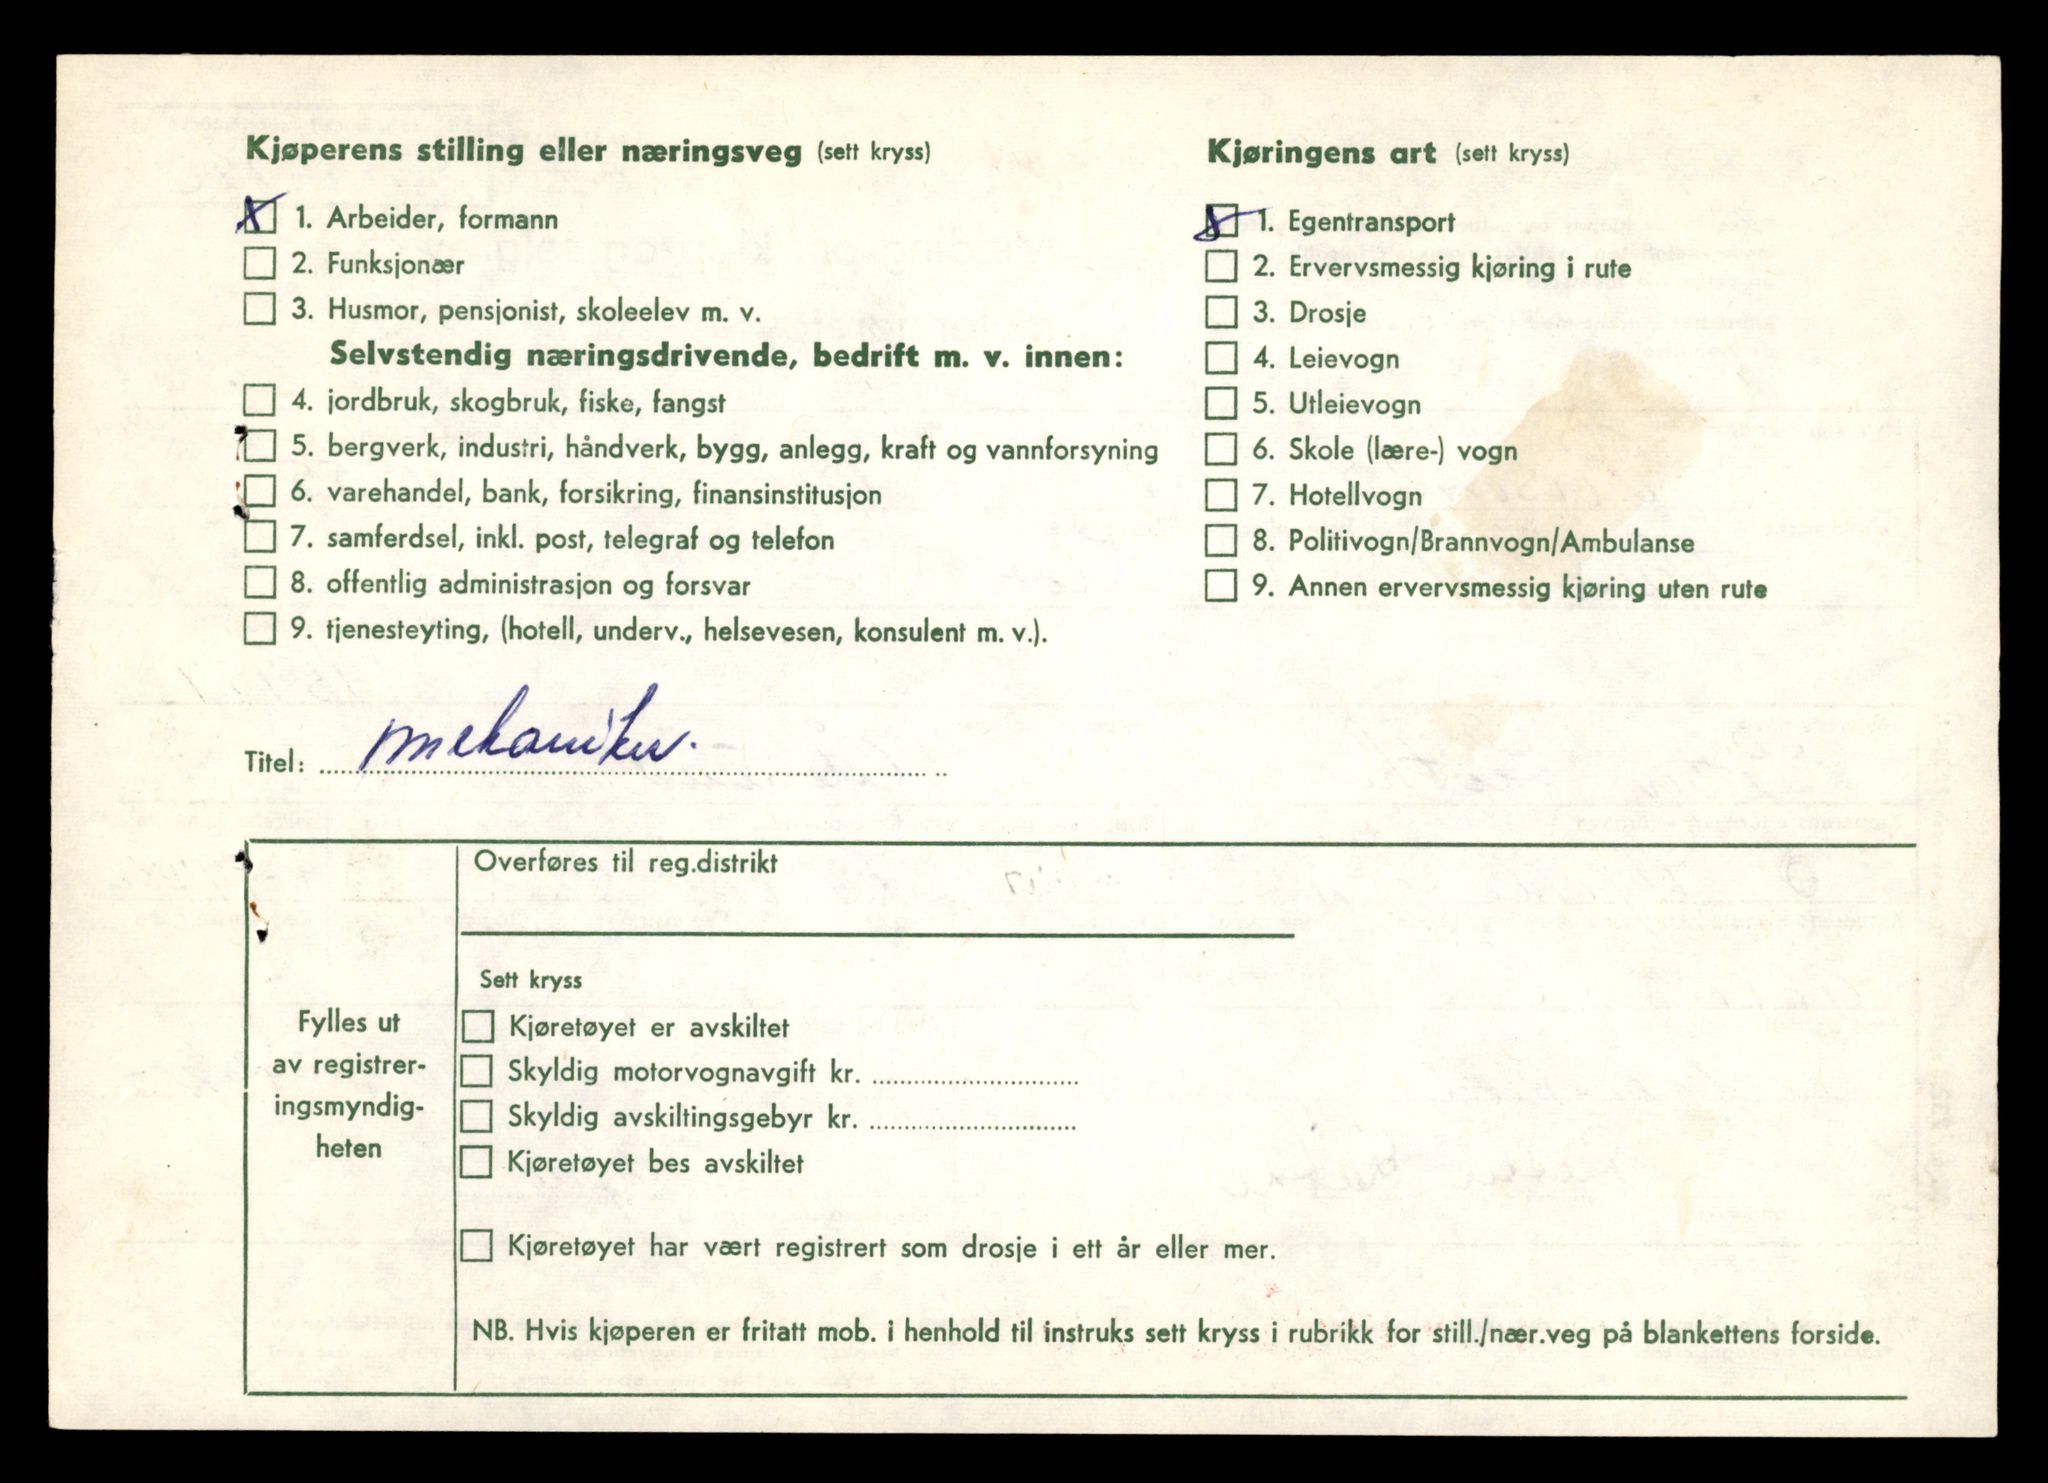 Kjøperens stilling eller næringsveg (sett kryss)
X 1. Arbeider, formann
2. Funksjonær
3. Husmor, pensjonist, skoleelev m. v.
Selvstendig næringsdrivende, bedrift m. v. innen:
4. jordbruk, skogbruk, fiske, fangst
5. bergverk, industri, håndverk, bygg, anlegg, kraft og vannforsyning
6. varehandel, bank, forsikring, finansinstitusjon
7. samferdsel, inkl. post, telegraf og telefon
8. offentlig administrasjon og forsvar
9. tjenesteyting, (hotell, underv., helsevesen, konsulent m. v.).
Kjøringens art (sett kryss)
X 1. Egentransport
2. Ervervsmessig kjøring i rute
3. Drosje
4. Leievogn
5. Utleievogn
6. Skole (lære-) vogn
7. Hotellvogn
8. Politivogn/Brannvogn/Ambulanse
9. Annen ervervsmessig kjøring uten rute
Titel: mekaniker.
Fylles ut
av registrer-
ingsmyndig-
heten
Overføres til reg.distrikt
Sett kryss
Kjøretøyet er avskiltet
Skyldig motorvognavgift kr.
Skyldig avskiltingsgebyr kr.
Kjøretøyet bes avskiltet
Kjøretøyet har vært registrert som drosje i ett år eller mer.
NB. Hvis kjøperen er fritatt mob. i henhold til instruks sett kryss i rubrikk for still./nær.veg på blankettens forside.